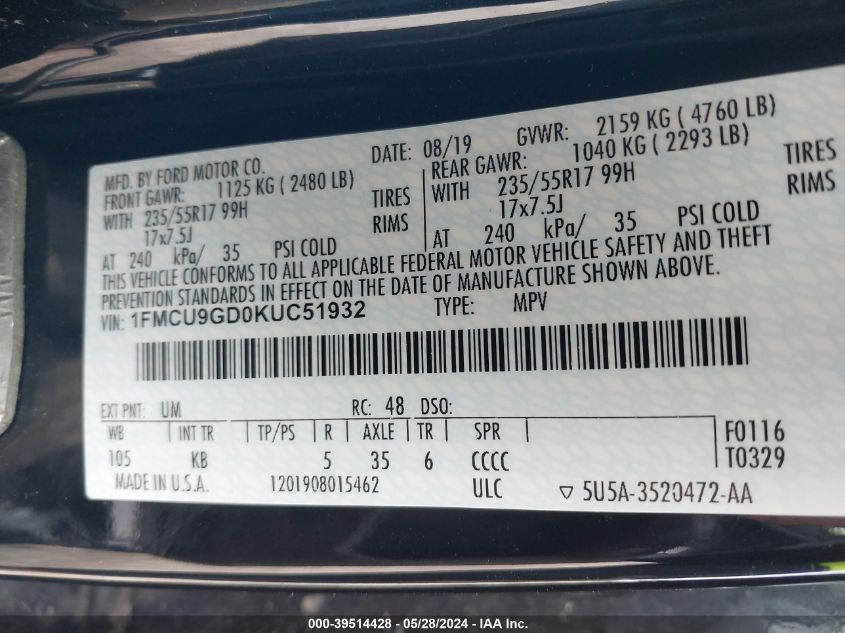 MFD. BY FORD MOTOR CO. DATE: 08/19 GVWR: 2159 KG ( 4760 LB)
FRONT GAWR: 1125 KG ( 2480 LB) REAR GAWR: 1040 KG ( 2293 LB)
WITH 235/55R17 99H TIRES WITH 235/55R17 99H TIRES
17x7.5J RIMS 17x7.5J RIMS
AT 240 kPa/ 35 PSI COLD AT 240 kPa/ 35 PSI COLD
THIS VEHICLE CONFORMS TO ALL APPLICABLE FEDERAL MOTOR VEHICLE SAFETY AND THEFT
PREVENTION STANDARDS IN EFFECT ON THE DATE OF MANUFACTURE SHOWN ABOVE.
VIN: 1FMCU9GD0KUC51932 TYPE: MPV
EXT PNT: UM RC: 48 DSO:
WB INT TR TP/PS R AXLE TR SPR F0116
105 KB 5 35 6 CCCC T0329
MADE IN U.S.A. 1201908015462 ULC ▽ 5U5A-3520472-AA
000-39514428 - 05/28/2024 - IAA Inc.